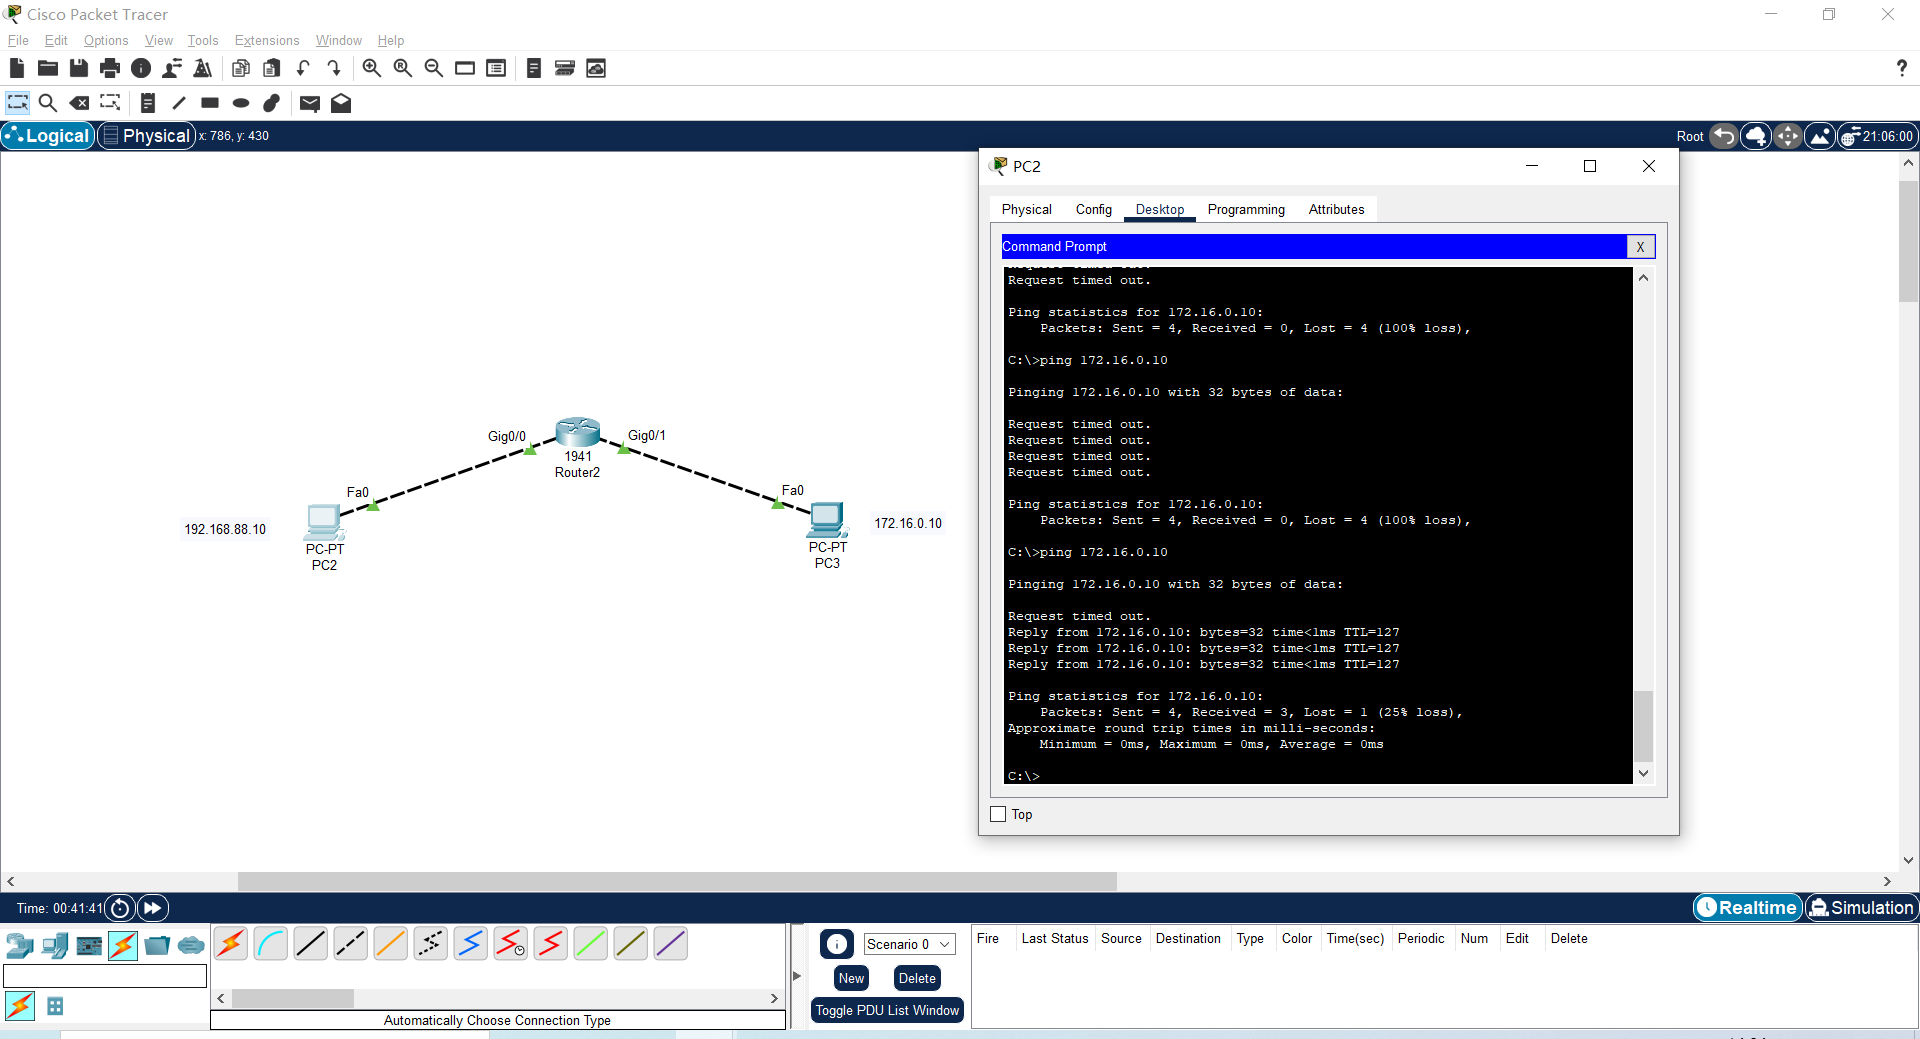 Cisco Packet Tracer
File Edit Options View Tools Extensions Window Help
?
Logical Physical x: 786, y: 430 Root 21:06:00
Gig0/0 Gig0/1
1941
Router2
Fa0 Fa0
192.168.88.10
PC-PT
PC2
172.16.0.10
PC-PT
PC3
PC2
Physical Config Desktop Programming Attributes
Command Prompt X
Request timed out.
Request timed out.
Ping statistics for 172.16.0.10:
Packets: Sent = 4, Received = 0, Lost = 4 (100% loss),
C:\>ping 172.16.0.10
Pinging 172.16.0.10 with 32 bytes of data:
Request timed out.
Request timed out.
Request timed out.
Request timed out.
Ping statistics for 172.16.0.10:
Packets: Sent = 4, Received = 0, Lost = 4 (100% loss),
C:\>ping 172.16.0.10
Pinging 172.16.0.10 with 32 bytes of data:
Request timed out.
Reply from 172.16.0.10: bytes=32 time<1ms TTL=127
Reply from 172.16.0.10: bytes=32 time<1ms TTL=127
Reply from 172.16.0.10: bytes=32 time<1ms TTL=127
Ping statistics for 172.16.0.10:
Packets: Sent = 4, Received = 3, Lost = 1 (25% loss),
Approximate round trip times in milli-seconds:
Minimum = 0ms, Maximum = 0ms, Average = 0ms
C:\>
Top
Time: 00:41:41 Realtime Simulation
Scenario 0
New Delete
Toggle PDU List Window
Fire Last Status Source Destination Type Color Time(sec) Periodic Num Edit Delete
Automatically Choose Connection Type